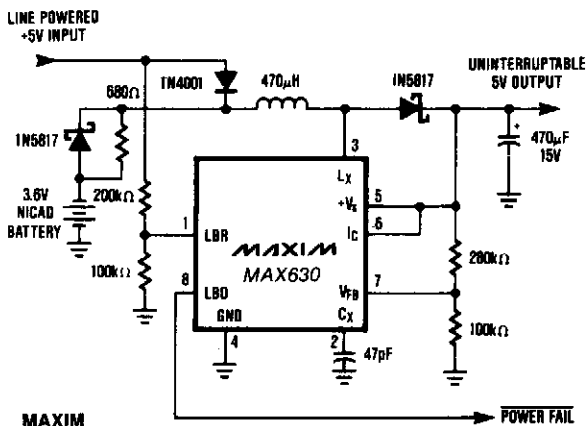 LINE POWERED
+5V INPUT
1N4001
470μH
1N5817
UNINTERRUPTABLE
5V OUTPUT
680Ω
1N5817
3
470μF
15V
+
LX
200kΩ
3.6V
NICAD
BATTERY
5
+VS
1
LBR
MAXIM
MAX630
6
IC
280kΩ
100kΩ
8
LBD
7
VFB
GND
CX
100kΩ
4
2
47pF
MAXIM
POWER FAIL